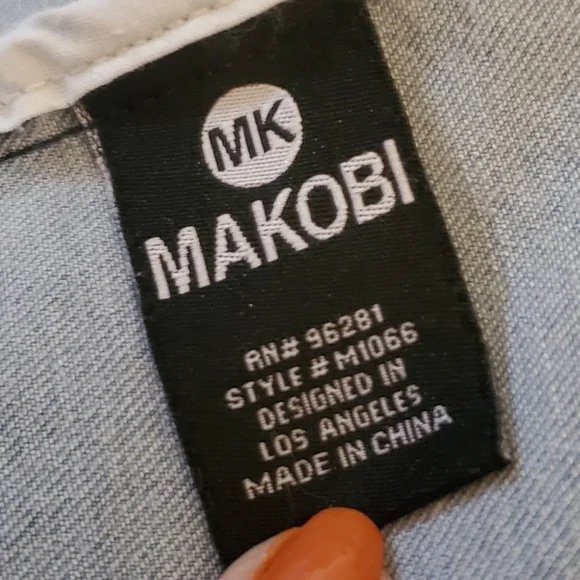 MK
MAKOBI
RN# 96281
STYLE # M1066
DESIGNED IN
LOS ANGELES
MADE IN CHINA